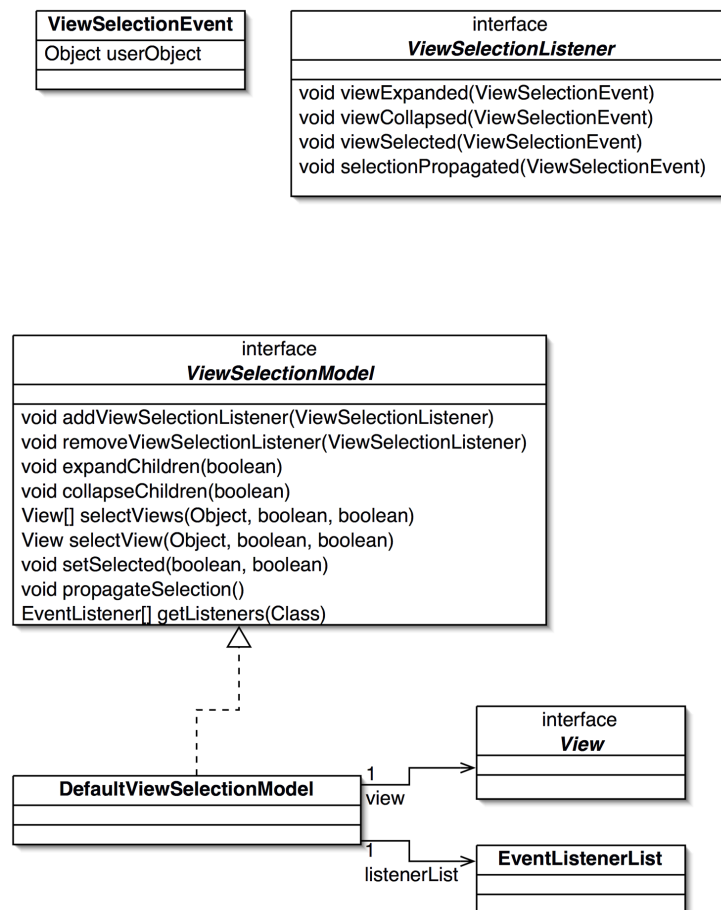 ViewSelectionEvent
Object userObject
interface
ViewSelectionListener
void viewExpanded(ViewSelectionEvent)
void viewCollapsed(ViewSelectionEvent)
void viewSelected(ViewSelectionEvent)
void selectionPropagated(ViewSelectionEvent)
interface
ViewSelectionModel
void addViewSelectionListener(ViewSelectionListener)
void removeViewSelectionListener(ViewSelectionListener)
void expandChildren(boolean)
void collapseChildren(boolean)
View[] selectViews(Object, boolean, boolean)
View selectView(Object, boolean, boolean)
void setSelected(boolean, boolean)
void propagateSelection()
EventListener[] getListeners(Class)
interface
View
DefaultViewSelectionModel
1
view
1
listenerList
EventListenerList